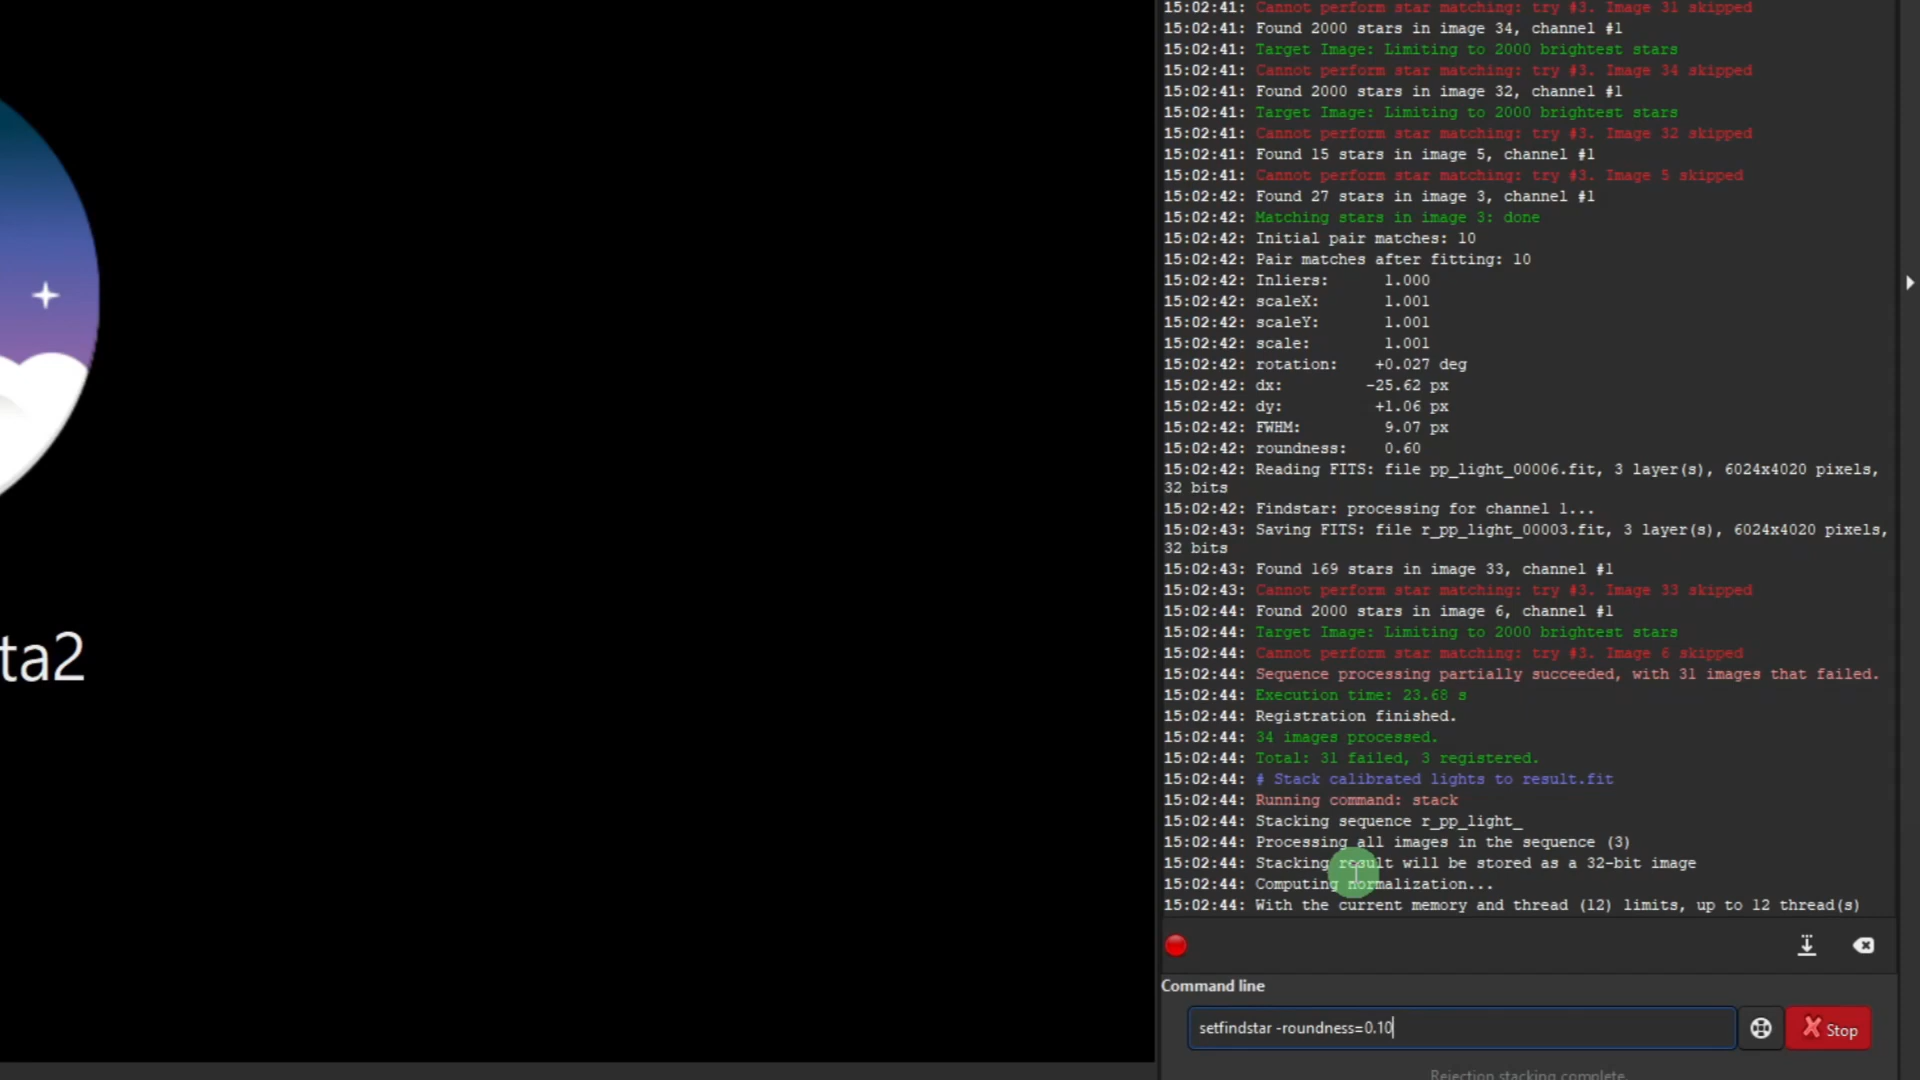 ta2
15:02:41: Cannot perform star matching: try #3. Image 31 skipped
15:02:41: Found 2000 stars in image 34, channel #1
15:02:41: Target Image: Limiting to 2000 brightest stars
15:02:41: Cannot perform star matching: try #3. Image 34 skipped
15:02:41: Found 2000 stars in image 32, channel #1
15:02:41: Target Image: Limiting to 2000 brightest stars
15:02:41: Cannot perform star matching: try #3. Image 32 skipped
15:02:41: Found 15 stars in image 5, channel #1
15:02:41: Cannot perform star matching: try #3. Image 5 skipped
15:02:42: Found 27 stars in image 3, channel #1
15:02:42: Matching stars in image 3: done
15:02:42: Initial pair matches: 10
15:02:42: Pair matches after fitting: 10
15:02:42: Inliers: 1.000
15:02:42: scaleX: 1.001
15:02:42: scaleY: 1.001
15:02:42: scale: 1.001
15:02:42: rotation: +0.027 deg
15:02:42: dx: -25.62 px
15:02:42: dy: +1.06 px
15:02:42: FWHM: 9.07 px
15:02:42: roundness: 0.60
15:02:42: Reading FITS: file pp_light_00006.fit, 3 layer(s), 6024x4020 pixels,
32 bits
15:02:42: Findstar: processing for channel 1...
15:02:43: Saving FITS: file r_pp_light_00003.fit, 3 layer(s), 6024x4020 pixels,
32 bits
15:02:43: Found 169 stars in image 33, channel #1
15:02:43: Cannot perform star matching: try #3. Image 33 skipped
15:02:44: Found 2000 stars in image 6, channel #1
15:02:44: Target Image: Limiting to 2000 brightest stars
15:02:44: Cannot perform star matching: try #3. Image 6 skipped
15:02:44: Sequence processing partially succeeded, with 31 images that failed.
15:02:44: Execution time: 23.68 s
15:02:44: Registration finished.
15:02:44: 34 images processed.
15:02:44: Total: 31 failed, 3 registered.
15:02:44: # Stack calibrated lights to result.fit
15:02:44: Running command: stack
15:02:44: Stacking sequence r_pp_light_
15:02:44: Processing all images in the sequence (3)
15:02:44: Stacking result will be stored as a 32-bit image
15:02:44: Computing normalization...
15:02:44: With the current memory and thread (12) limits, up to 12 thread(s)
Command line
setfindstar -roundness=0.10
Stop
Rejection stacking complete.